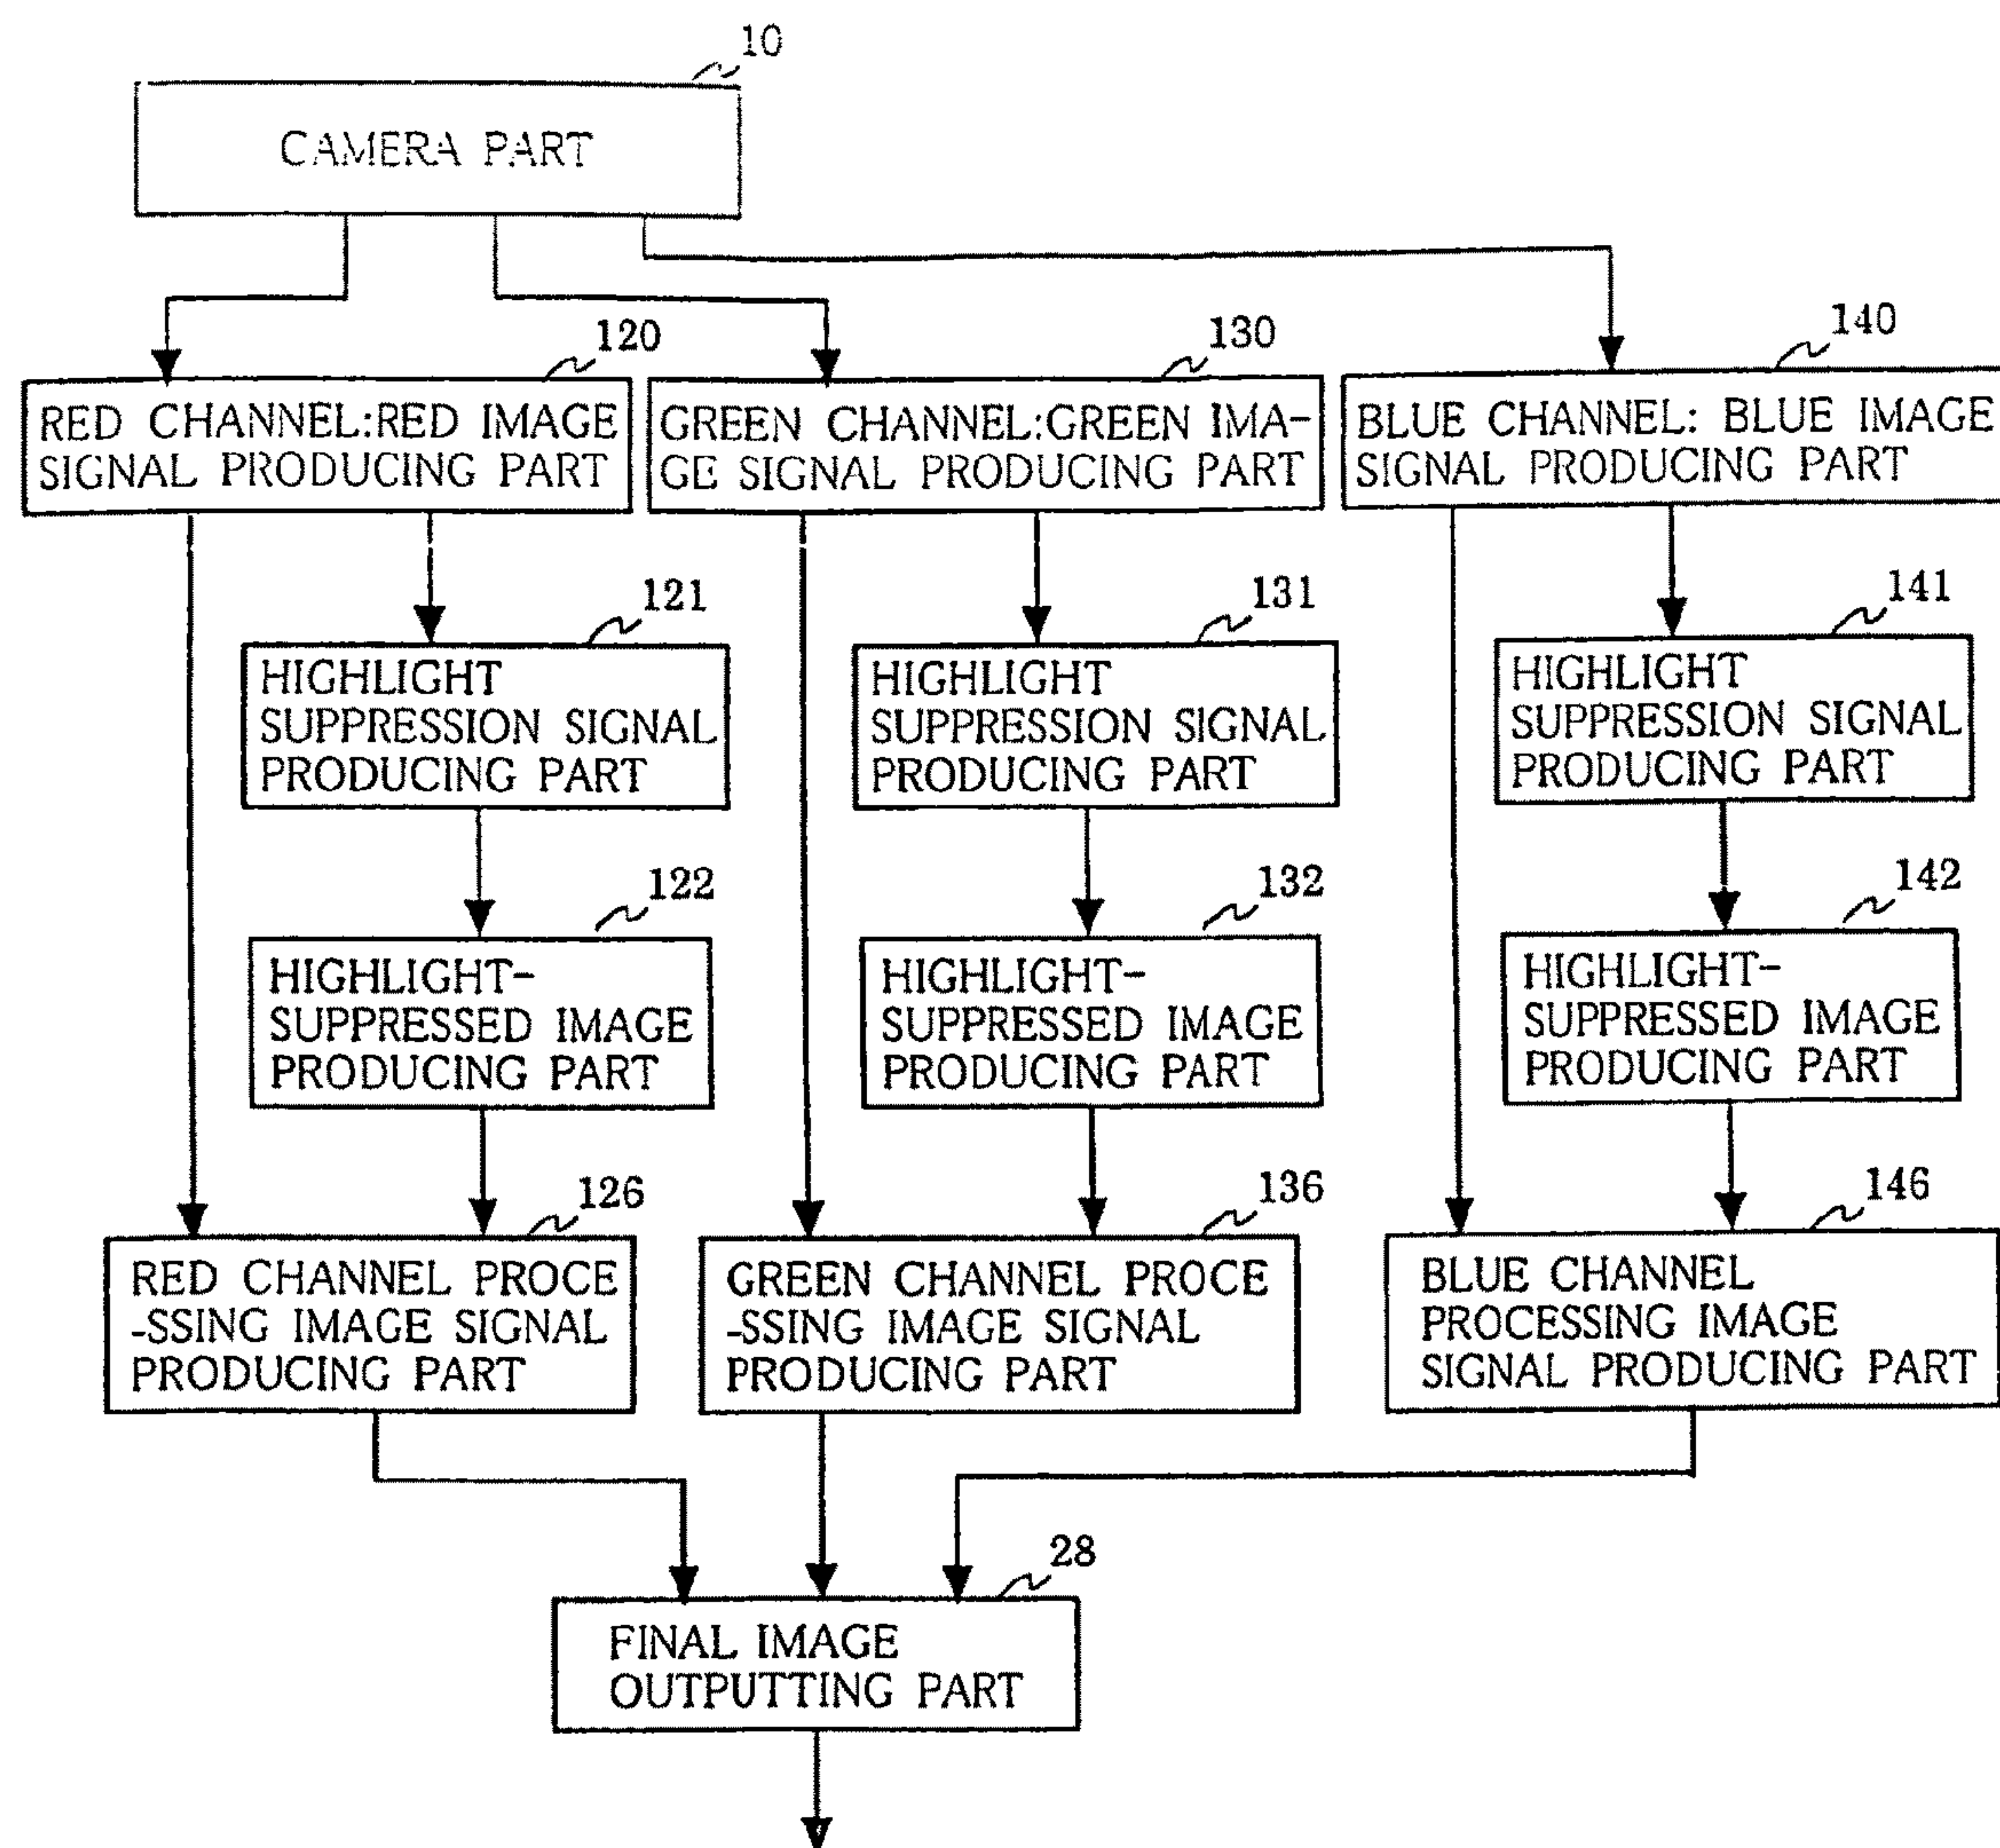 10
CAMERA PART
120
RED CHANNEL:RED IMAGE
SIGNAL PRODUCING PART
130
GREEN CHANNEL:GREEN IMA-
GE SIGNAL PRODUCING PART
140
BLUE CHANNEL: BLUE IMAGE
SIGNAL PRODUCING PART
121
HIGHLIGHT
SUPPRESSION SIGNAL
PRODUCING PART
131
HIGHLIGHT
SUPPRESSION SIGNAL
PRODUCING PART
141
HIGHLIGHT
SUPPRESSION SIGNAL
PRODUCING PART
122
HIGHLIGHT-
SUPPRESSED IMAGE
PRODUCING PART
132
HIGHLIGHT-
SUPPRESSED IMAGE
PRODUCING PART
142
HIGHLIGHT-
SUPPRESSED IMAGE
PRODUCING PART
126
RED CHANNEL PROCE
-SSING IMAGE SIGNAL
PRODUCING PART
136
GREEN CHANNEL PROCE
-SSING IMAGE SIGNAL
PRODUCING PART
146
BLUE CHANNEL
PROCESSING IMAGE
SIGNAL PRODUCING PART
28
FINAL IMAGE
OUTPUTTING PART